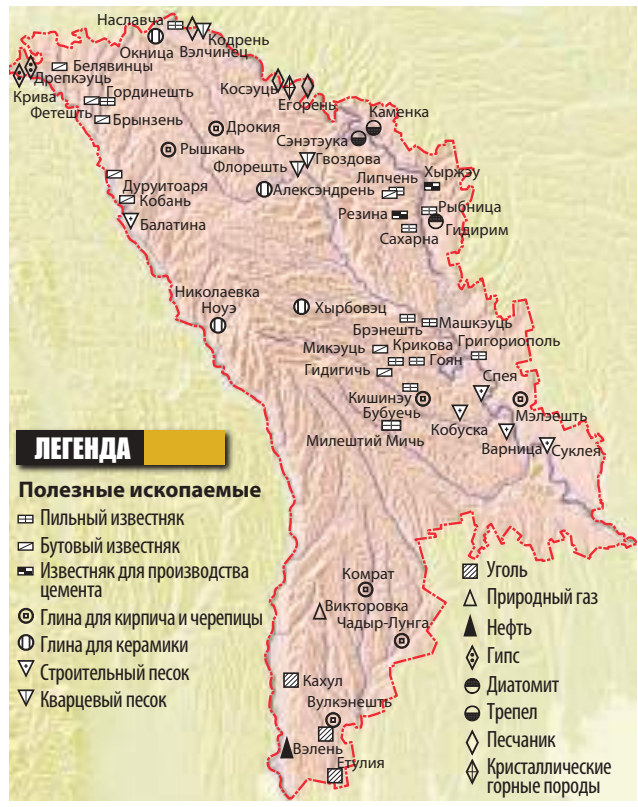 Наславча
Кодрень
Окница
Вэлчинец
Белявинцы
Дрепкэуць
Крива
Гординешть
Фетешть
Брынзень
Косэуць
Егорень
Каменка
Дрокия
Сэнэтэука
Рышкань
Гвоздова
Флорешть
Липчень
Хыржэу
Дуруитоаря
Алексэндрень
Кобань
Резина
Рыбница
Балатина
Сахарна
Гидирим
Николаевка
Ноуэ
Хырбовэц
Брэнешть
Машкэуць
Микэуць
Крикова
Григориополь
Гидигичь
Гоян
Спея
Кишинэу
Бубуечь
Мэлэешть
Кобуска
Милештий Мичь
Варница
Суклея
ЛЕГЕНДА
Полезные ископаемые
Пильный известняк
Бутовый известняк
Известняк для производства
цемента
Глина для кирпича и черепицы
Глина для керамики
Строительный песок
Кварцевый песок
Комрат
Викторовка
Чадыр-Лунга
Кахул
Вулкэнешть
Вэлень
Етулия
Уголь
Природный газ
Нефть
Гипс
Диатомит
Трепел
Песчаник
Кристаллические
горные породы